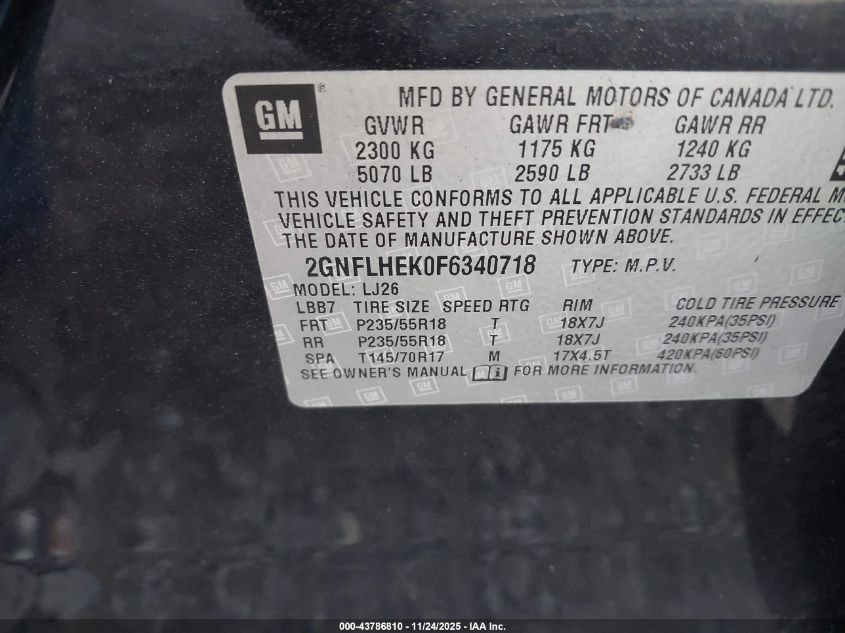 GM ® MFD BY GENERAL MOTORS OF CANADA LTD.
GVWR GAWR FRT GAWR RR
2300 KG 1175 KG 1240 KG
5070 LB 2590 LB 2733 LB
THIS VEHICLE CONFORMS TO ALL APPLICABLE U.S. FEDERAL M
VEHICLE SAFETY AND THEFT PREVENTION STANDARDS IN EFFEC
THE DATE OF MANUFACTURE SHOWN ABOVE.
2GNFLHEK0F6340718 TYPE: M.P.V.
MODEL: LJ26
LBB7 TIRE SIZE SPEED RTG RIM COLD TIRE PRESSURE
FRT P235/55R18 T 18X7J 240KPA(35PSI)
RR P235/55R18 T 18X7J 240KPA(35PSI)
SPA T145/70R17 M 17X4.5T 420KPA(60PSI)
SEE OWNER'S MANUAL i FOR MORE INFORMATION.
000-43786810 - 11/24/2025 - IAA Inc.